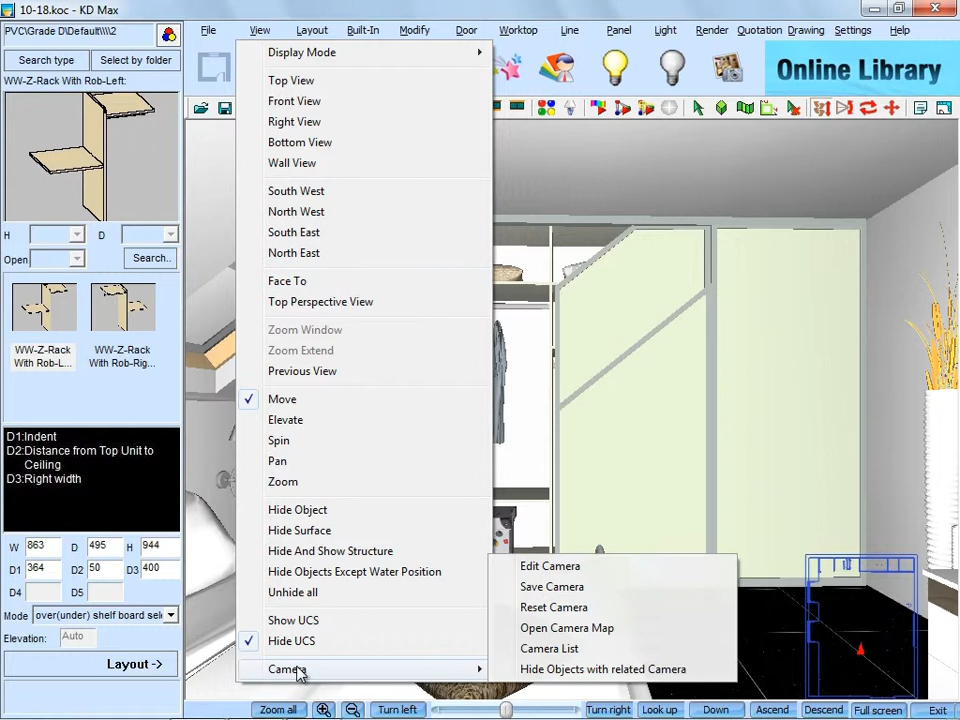 10-18.koc - KD Max
PVC\Grade D\Default\\\\2
File View Layout Built-In Modify Door Worktop Line Panel Light Render Quotation Drawing Settings Help
Search type Select by folder
Online Library
WW-Z-Rack With Rob-Left:
H D
Open Search..
WW-Z-Rack With Rob-L...
WW-Z-Rack With Rob-Rig...
D1:Indent
D2:Distance from Top Unit to
Ceiling
D3:Right width
W 863 D 495 H 944
D1 364 D2 50 D3 400
D4 D5
Mode over(under) shelf board sele
Elevation: Auto
Layout ->
Display Mode
Top View
Front View
Right View
Bottom View
Wall View
South West
North West
South East
North East
Face To
Top Perspective View
Zoom Window
Zoom Extend
Previous View
Move
Elevate
Spin
Pan
Zoom
Hide Object
Hide Surface
Hide And Show Structure
Hide Objects Except Water Position
Unhide all
Show UCS
Hide UCS
Camera
Edit Camera
Save Camera
Reset Camera
Open Camera Map
Camera List
Hide Objects with related Camera
Zoom all Turn left Turn right Look up Down Ascend Descend Full screen Exit